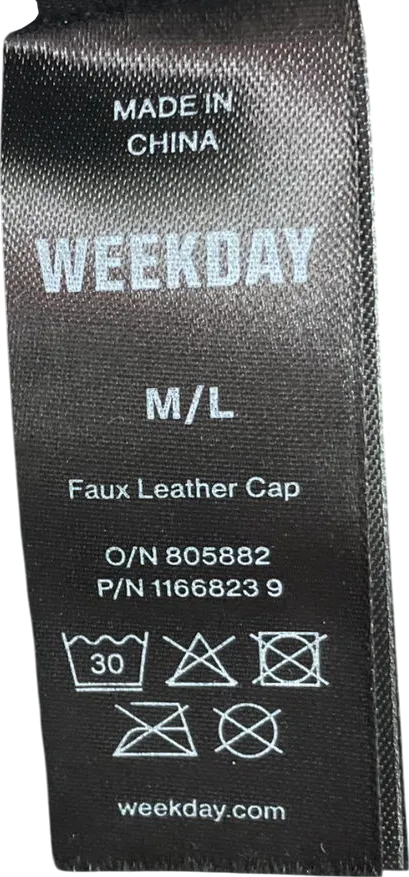 MADE IN
CHINA
WEEKDAY
M/L
Faux Leather Cap
O/N 805882
P/N 1166823 9
30
weekday.com